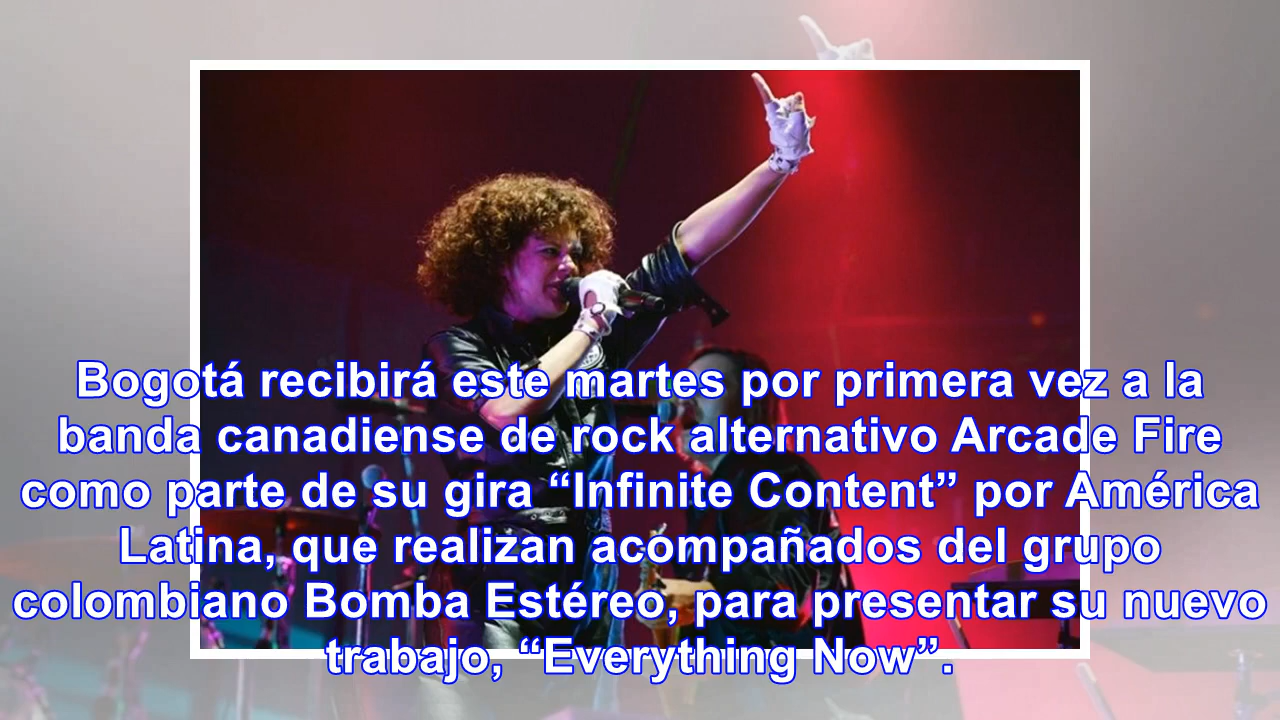 Bogotá recibirá este martes por primera vez a la
banda canadiense de rock alternativo Arcade Fire
como parte de su gira “Infinite Content” por América
Latina, que realizan acompañados del grupo
colombiano Bomba Estéreo, para presentar su nuevo
trabajo, “Everything Now”.